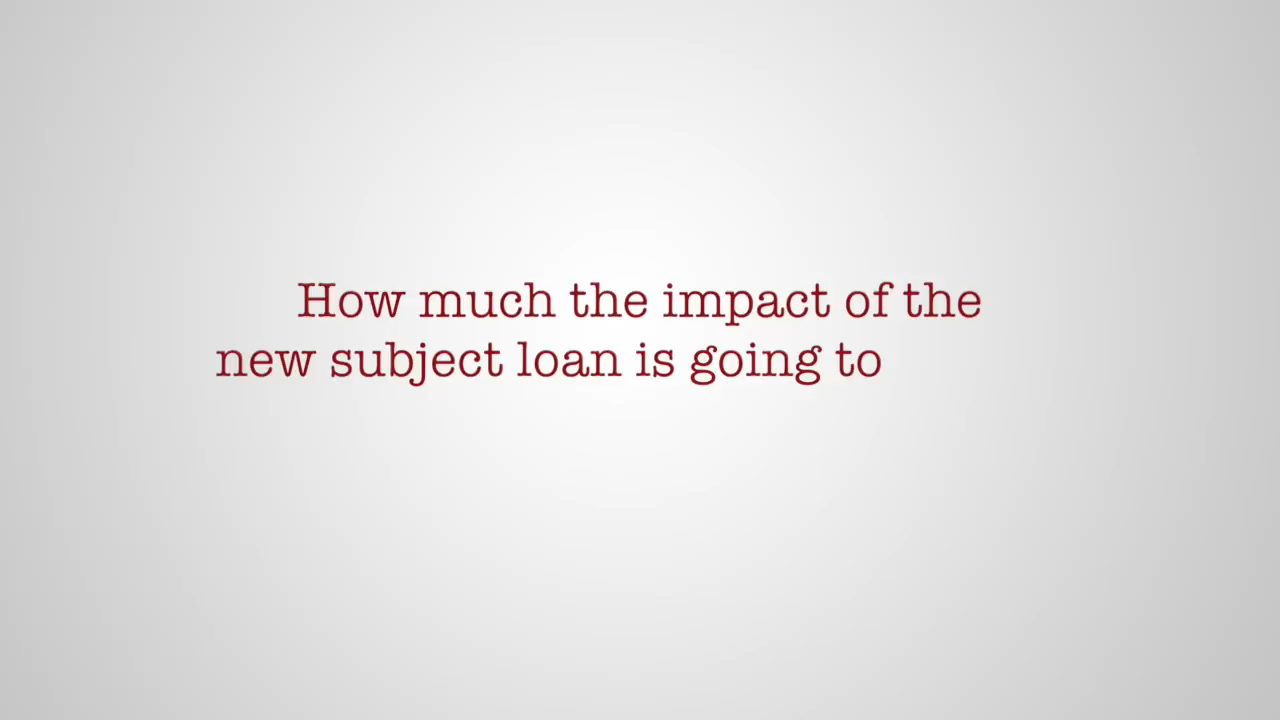 How much the impact of the
new subject loan is going to